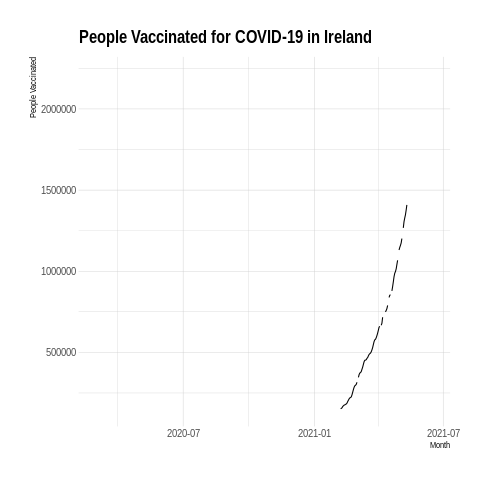 People Vaccinated for COVID-19 in Ireland
People Vaccinated
2000000
1500000
1000000
500000
2020-07
2021-01
2021-07
Month